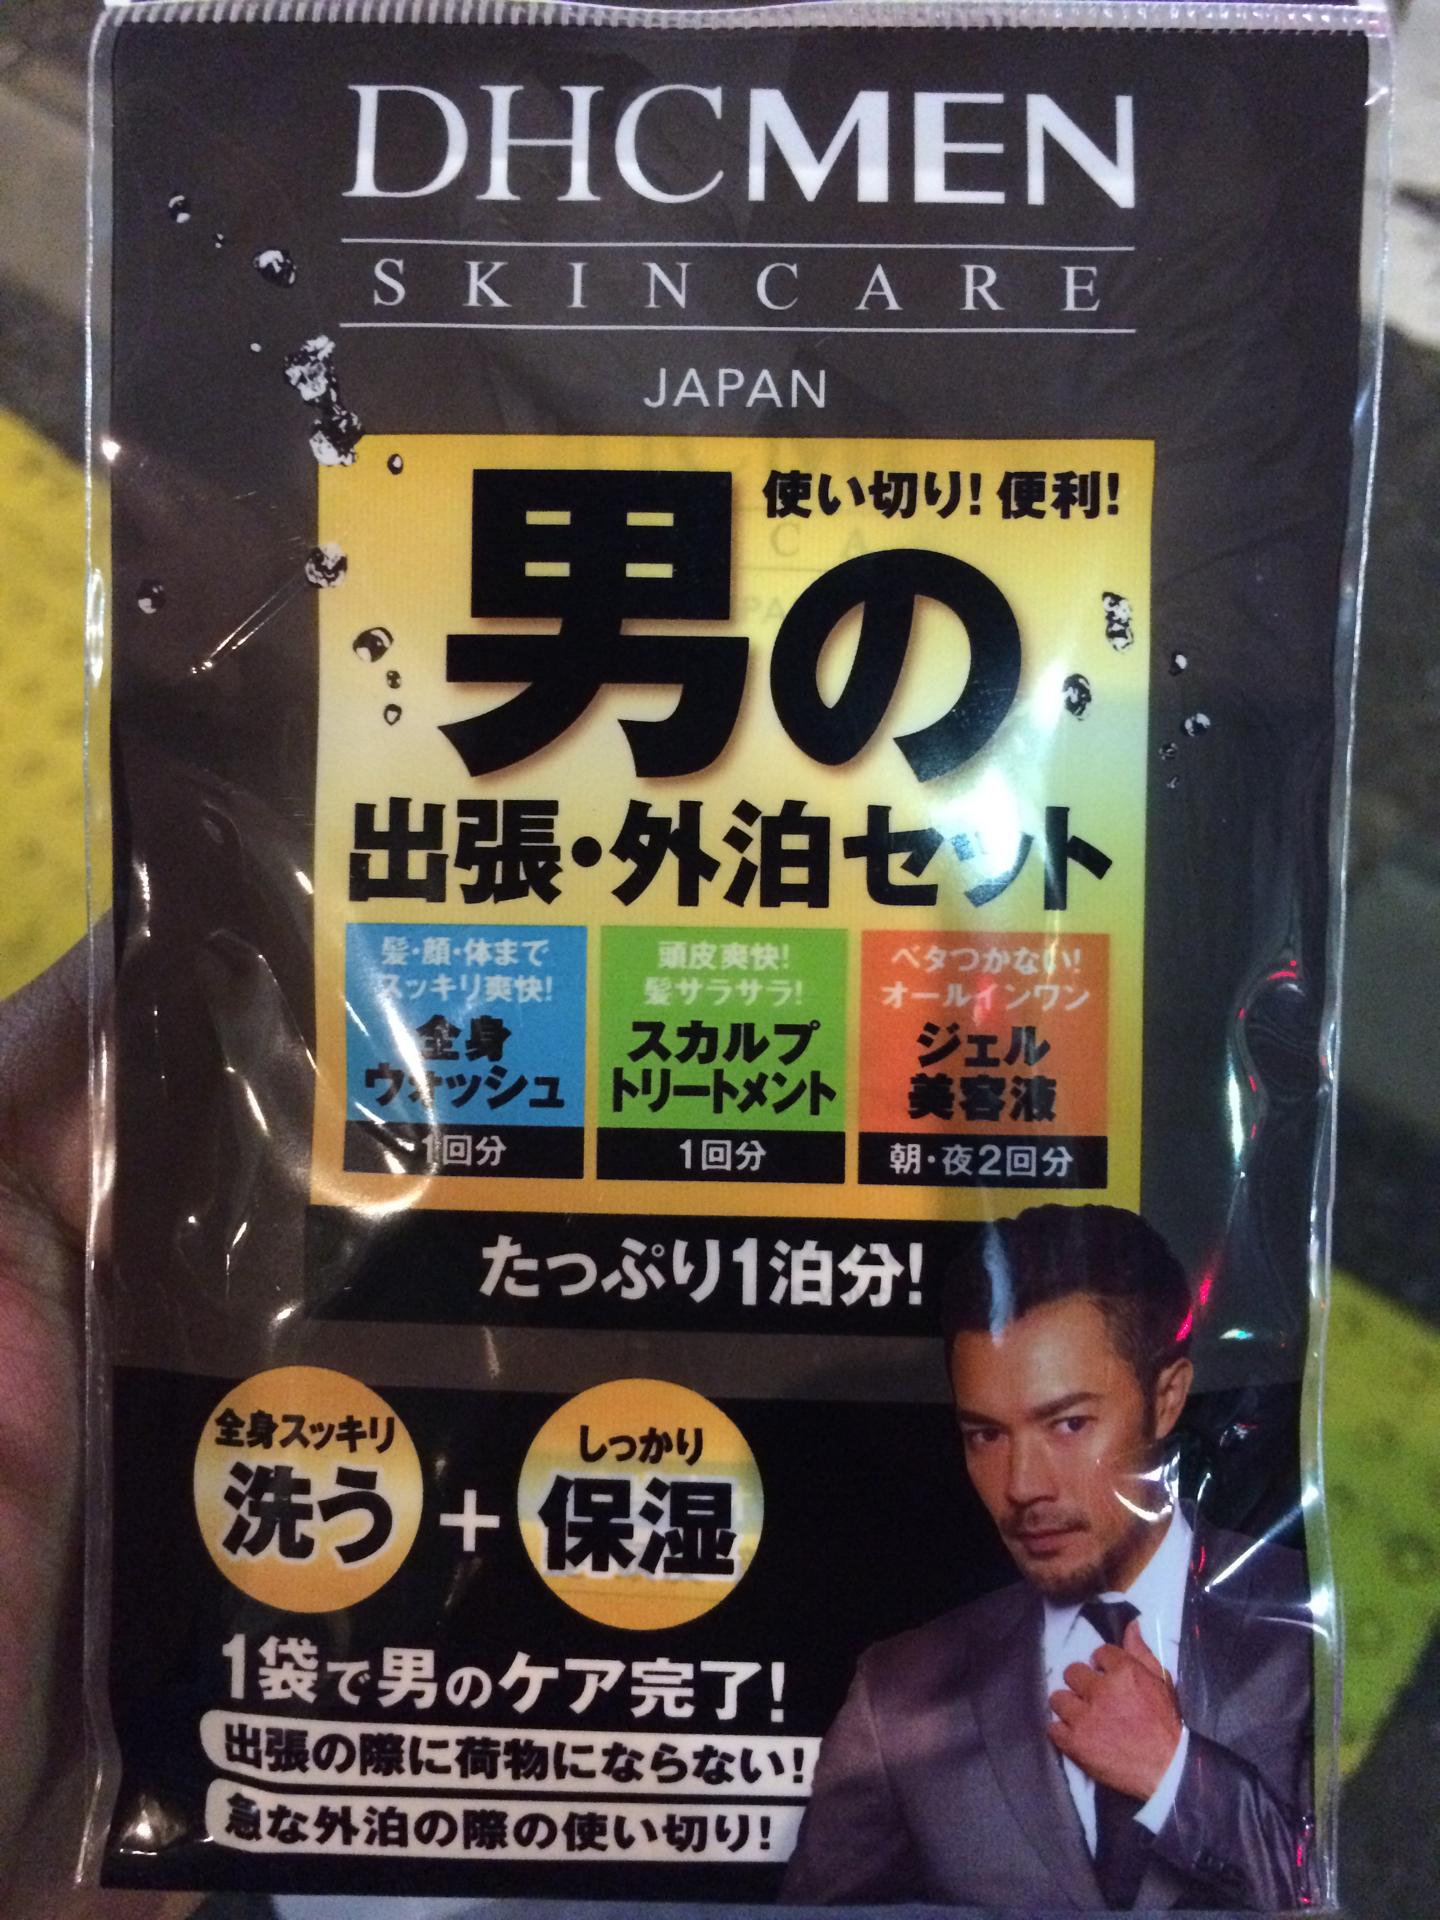 DHCMEN
SKINCARE
JAPAN
使い切り! 便利!
男の
出張・外泊セット
髪・顔・体まで
スッキリ爽快!
全身
ウォッシュ
1回分
頭皮爽快!
髪サラサラ!
スカルプ
トリートメント
1回分
ベタつかない!
オールインワン
ジェル
美容液
朝・夜2回分
たっぷり1泊分!
全身スッキリ
洗う
+
しっかり
保湿
1袋で男のケア完了!
出張の際に荷物にならない!
急な外泊の際の使い切り!